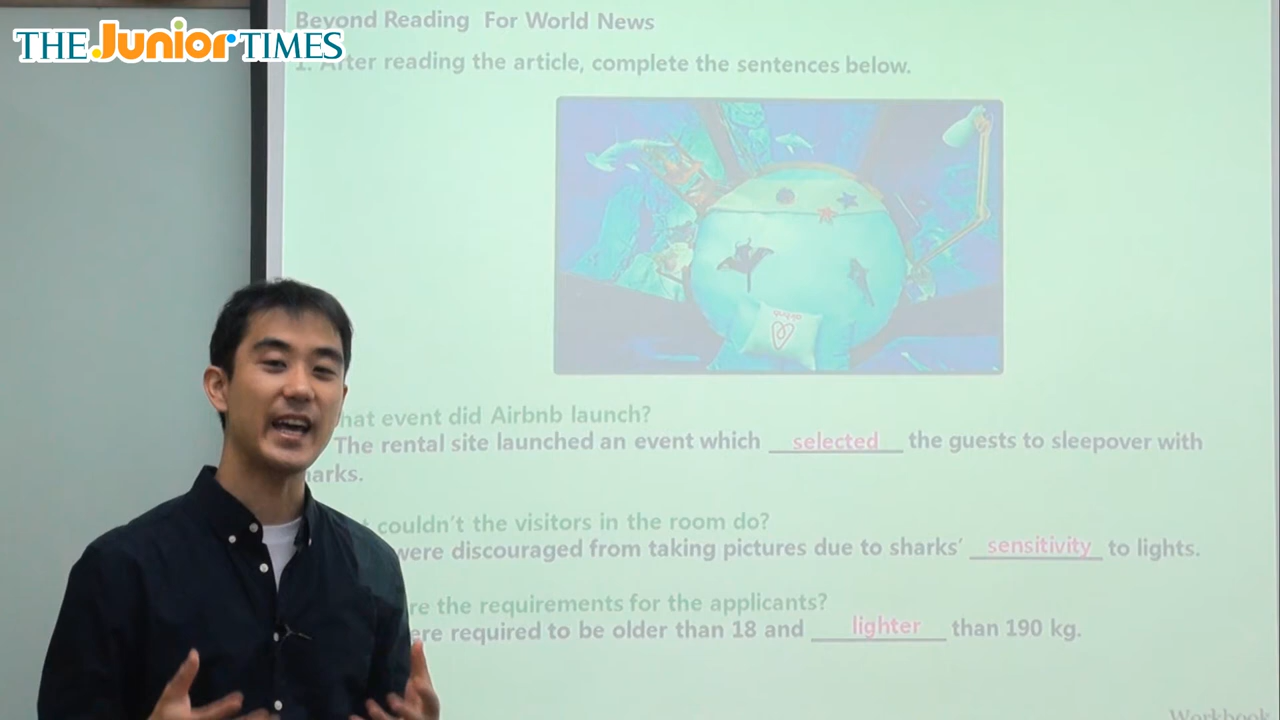 THE Junior TIMES
Beyond Reading For World News
1. After reading the article, complete the sentences below.
airbnb
hat event did Airbnb launch?
The rental site launched an event which selected the guests to sleepover with
arks.
couldn't the visitors in the room do?
were discouraged from taking pictures due to sharks' sensitivity to lights.
re the requirements for the applicants?
ere required to be older than 18 and lighter than 190 kg.
Workbook